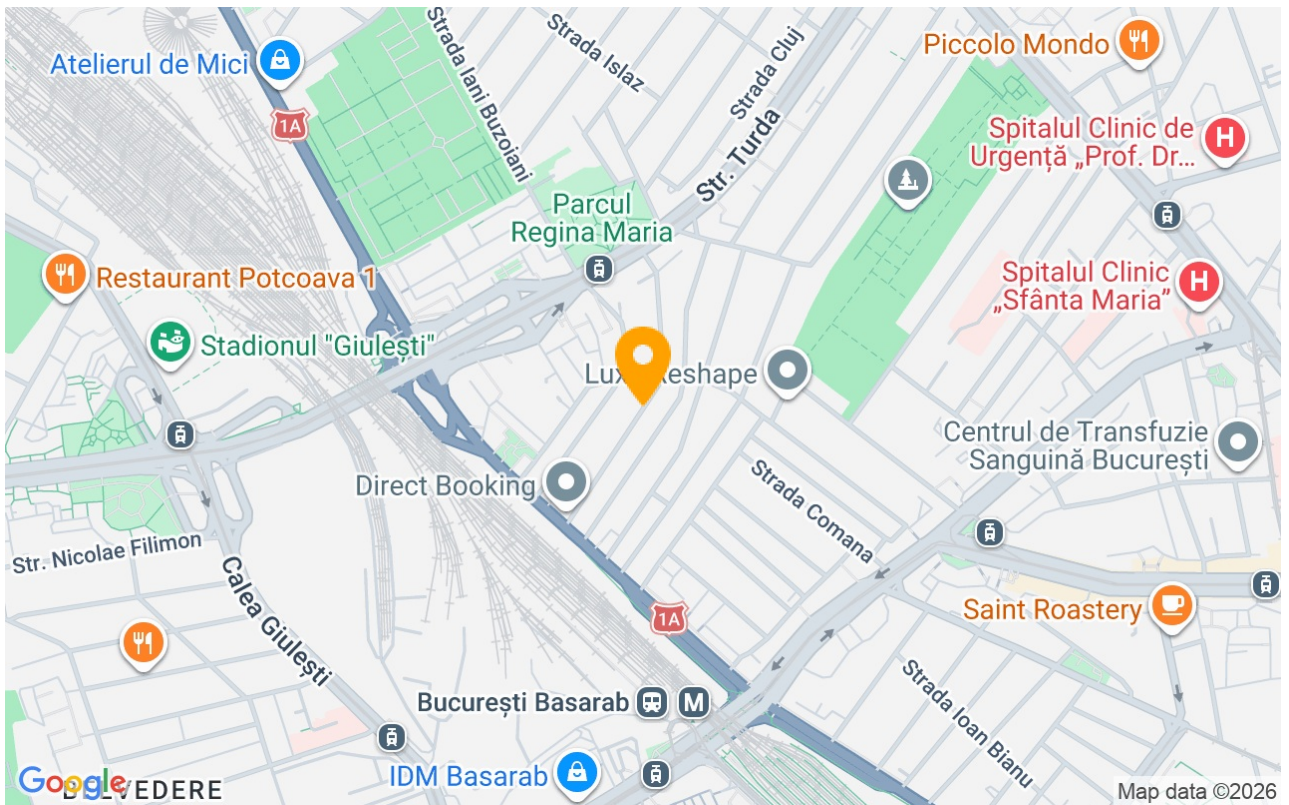 Strada Iani Buzoiani
Strada Islaz
Strada Cluj
Piccolo Mondo
Atelierul de Mici
1A
Str. Turda
Spitalul Clinic de
Urgență „Prof. Dr...
H
Parcul
Regina Maria
Restaurant Potcoava 1
Spitalul Clinic
„Sfânta Maria”
H
Stadionul "Giulești"
Reshape
Centrul de Transfuzie
Sanguină București
Direct Booking
Strada Comana
Str. Nicolae Filimon
Calea Giulești
1A
Saint Roastery
București Basarab
M
Strada Ioan Bianu
IDM Basarab
Google
VEDERE
Map data ©2026